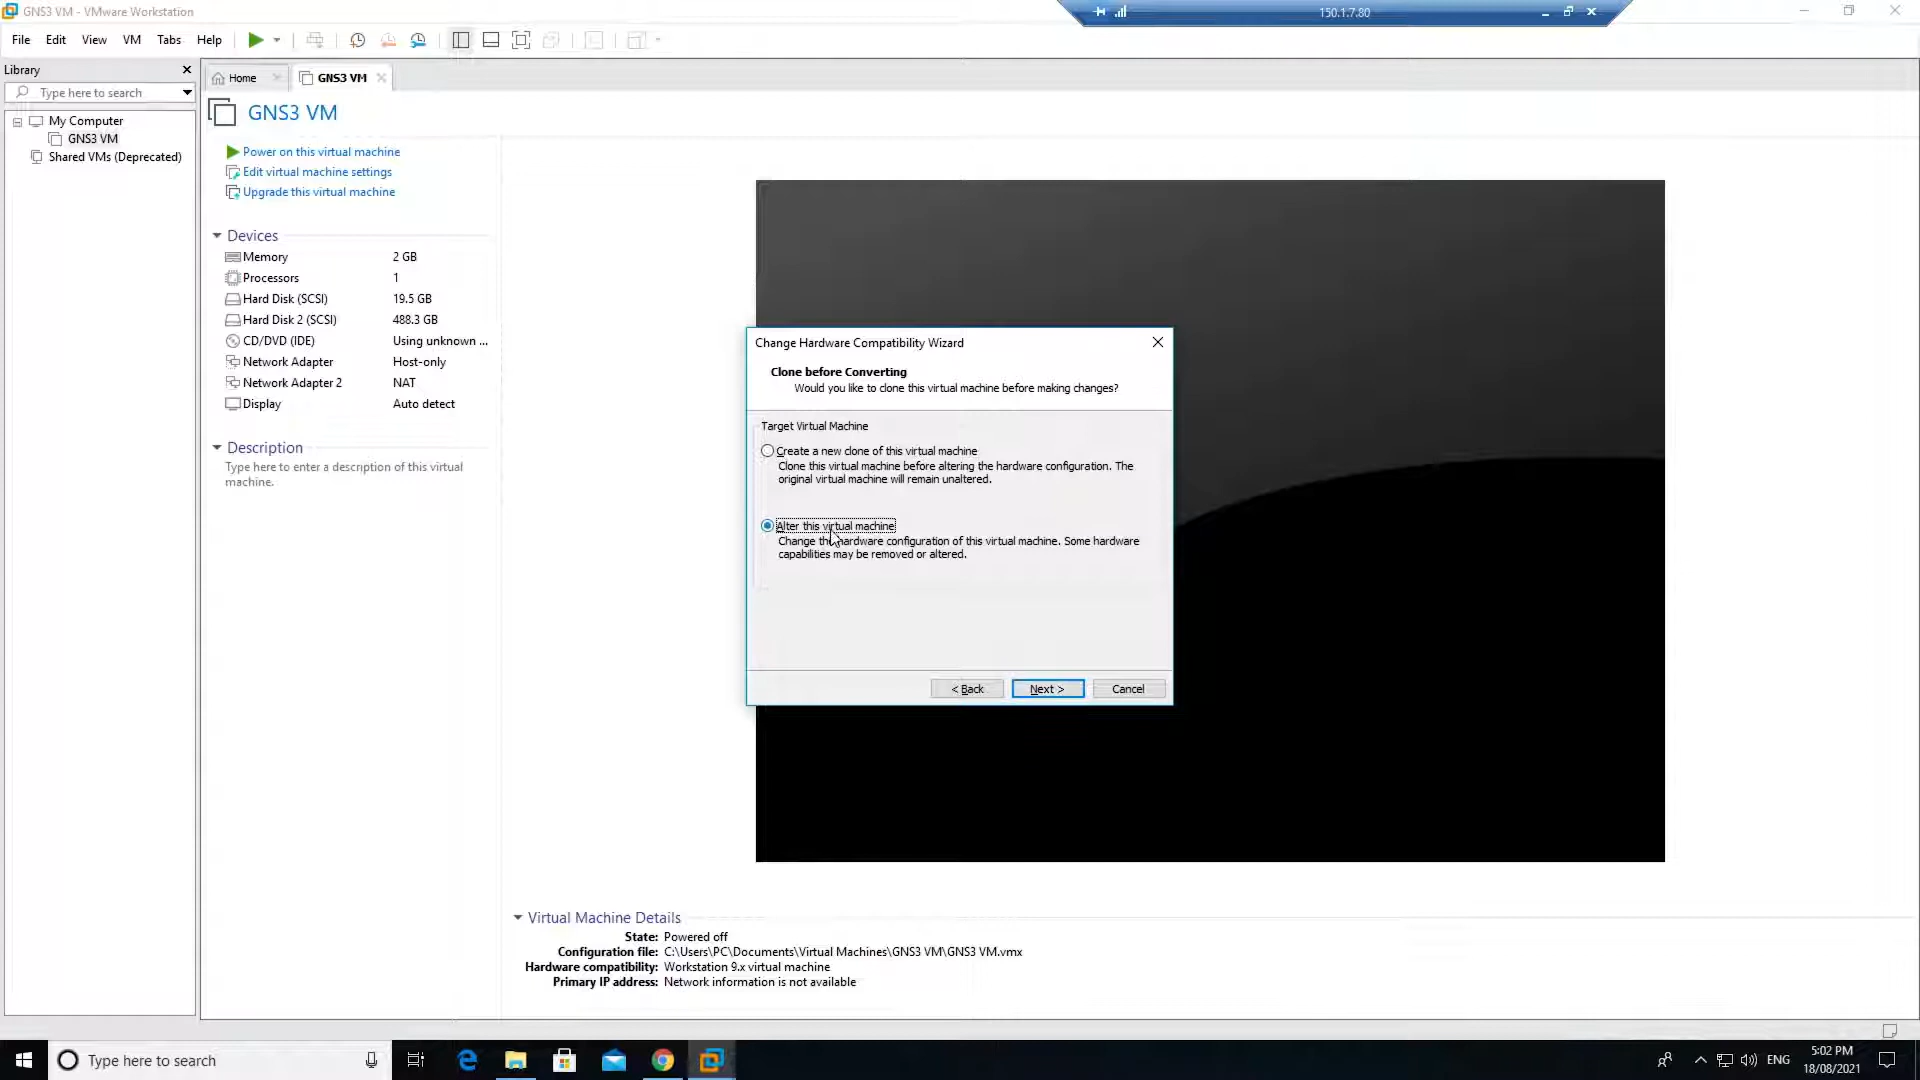 GNS3 VM - VMware Workstation
150.1.7.80
File Edit View VM Tabs Help
Library
Type here to search
My Computer
GNS3 VM
Shared VMs (Deprecated)
Home
GNS3 VM
GNS3 VM
Power on this virtual machine
Edit virtual machine settings
Upgrade this virtual machine
Devices
Memory 2 GB
Processors 1
Hard Disk (SCSI) 19.5 GB
Hard Disk 2 (SCSI) 488.3 GB
CD/DVD (IDE) Using unknown ...
Network Adapter Host-only
Network Adapter 2 NAT
Display Auto detect
Description
Type here to enter a description of this virtual
machine.
Change Hardware Compatibility Wizard
Clone before Converting
Would you like to clone this virtual machine before making changes?
Target Virtual Machine
Create a new clone of this virtual machine
Clone this virtual machine before altering the hardware configuration. The
original virtual machine will remain unaltered.
Alter this virtual machine
Change the hardware configuration of this virtual machine. Some hardware
capabilities may be removed or altered.
< Back Next > Cancel
Virtual Machine Details
State: Powered off
Configuration file: C:\Users\PC\Documents\Virtual Machines\GNS3 VM\GNS3 VM.vmx
Hardware compatibility: Workstation 9.x virtual machine
Primary IP address: Network information is not available
Type here to search
ENG
5:02 PM
18/08/2021